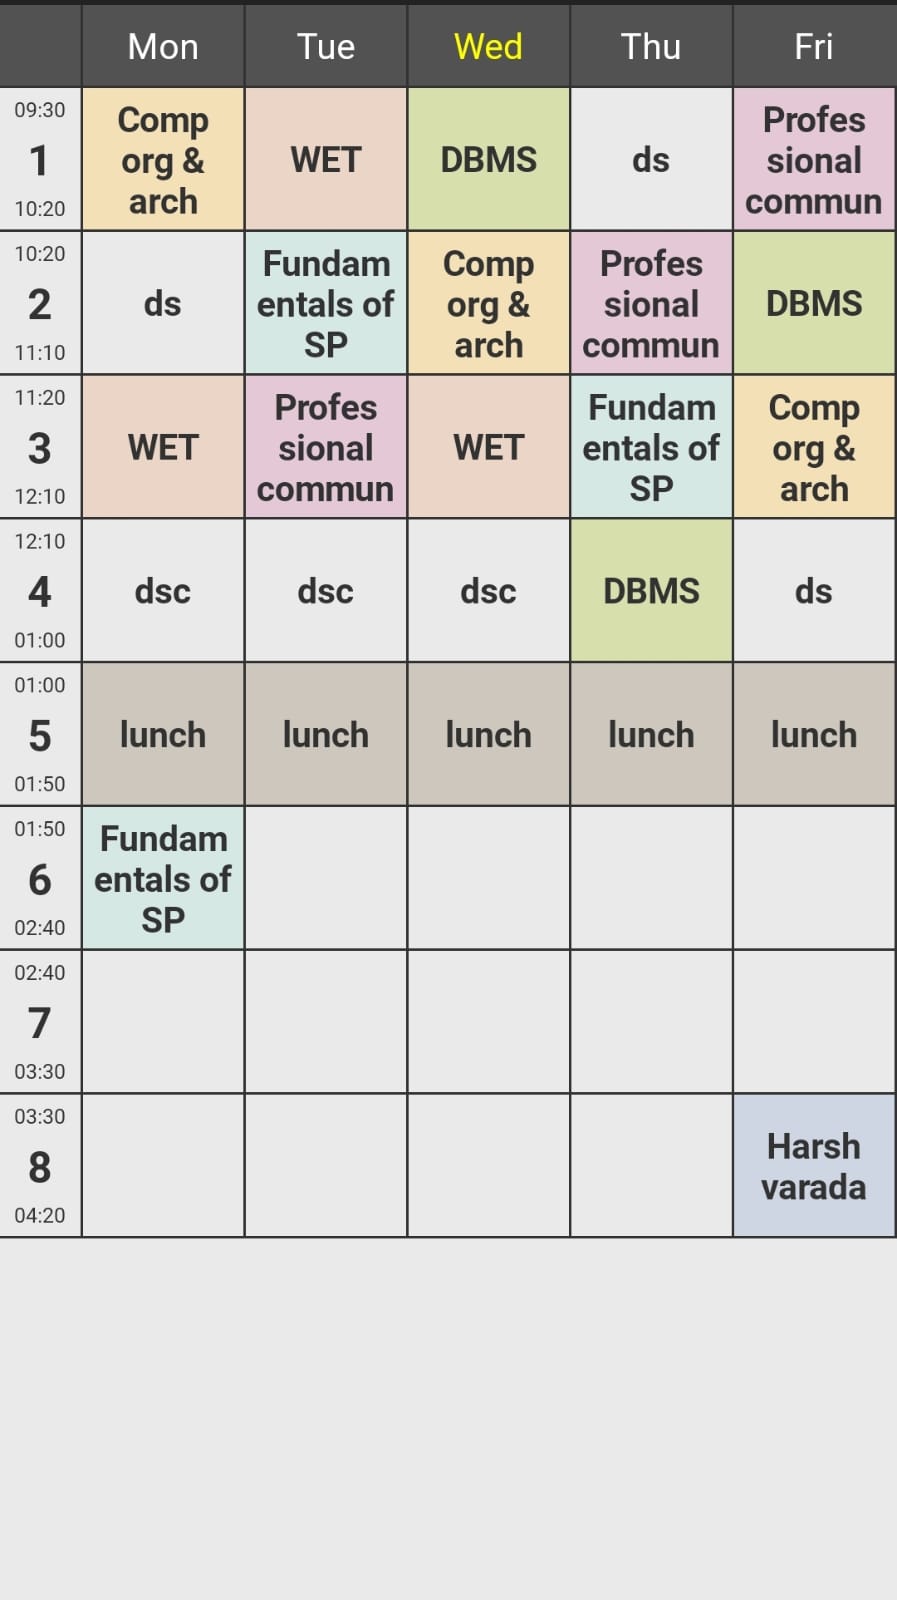 Mon Tue Wed Thu Fri
09:30
1
10:20
Comp
org &
arch
WET
DBMS
ds
Profes
sional
commun
10:20
2
11:10
ds
Fundam
entals of
SP
Comp
org &
arch
Profes
sional
commun
DBMS
11:20
3
12:10
WET
Profes
sional
commun
WET
Fundam
entals of
SP
Comp
org &
arch
12:10
4
01:00
dsc
dsc
dsc
DBMS
ds
01:00
5
01:50
lunch
lunch
lunch
lunch
lunch
01:50
6
02:40
Fundam
entals of
SP
02:40
7
03:30
03:30
8
04:20
Harsh
varada